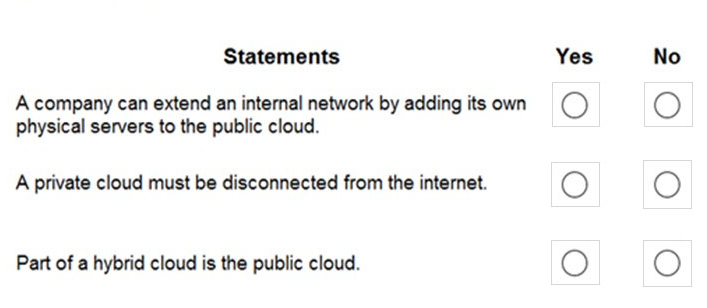 Statements Yes No
A company can extend an internal network by adding its own
physical servers to the public cloud.
A private cloud must be disconnected from the internet.
Part of a hybrid cloud is the public cloud.